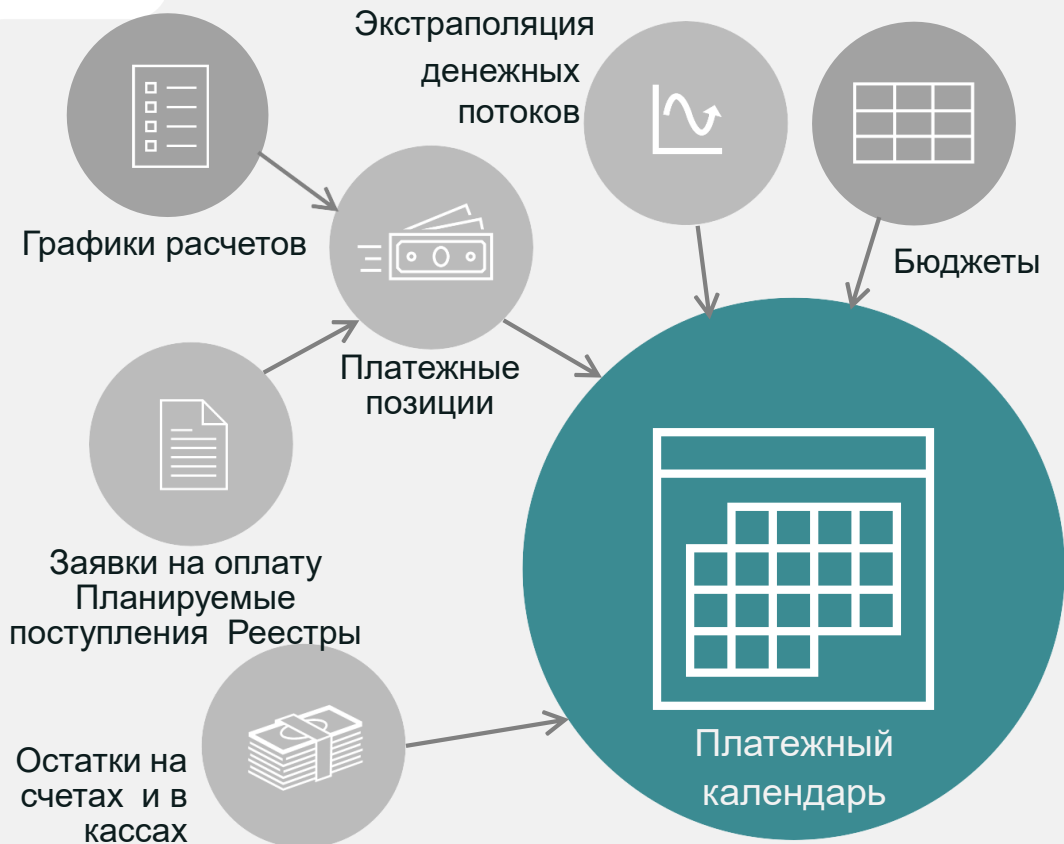 Экстраполяция
денежных
потоков
Графики расчетов
Бюджеты
Платежные
позиции
Заявки на оплату
Планируемые
поступления Реестры
Остатки на
счетах и в
кассах
Платежный
календарь